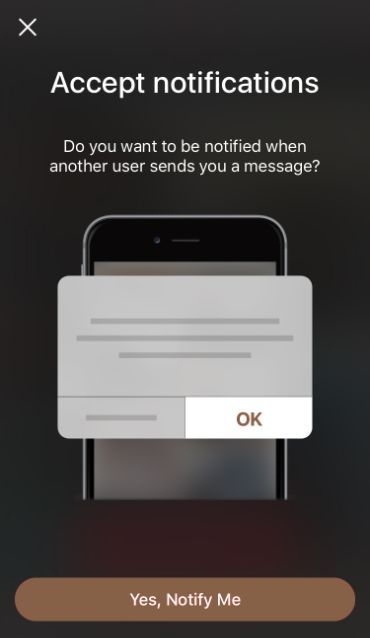 Accept notifications
Do you want to be notified when
another user sends you a message?
OK
Yes, Notify Me